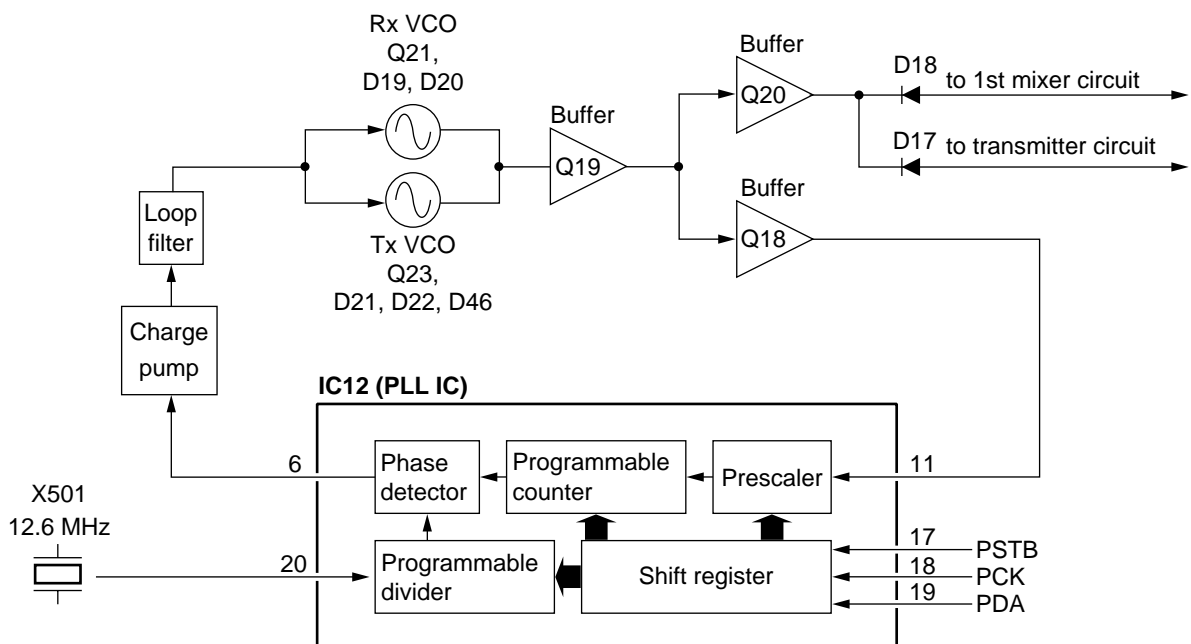 Rx VCO
Q21,
D19, D20
Buffer
Q19
Buffer
Q20
D18
to 1st mixer circuit
D17
to transmitter circuit
Buffer
Q18
Tx VCO
Q23,
D21, D22, D46
Loop
filter
Charge
pump
IC12 (PLL IC)
6
Phase
detector
Programmable
counter
Prescaler
11
X501
12.6 MHz
20
Programmable
divider
Shift register
17
PSTB
18
PCK
19
PDA